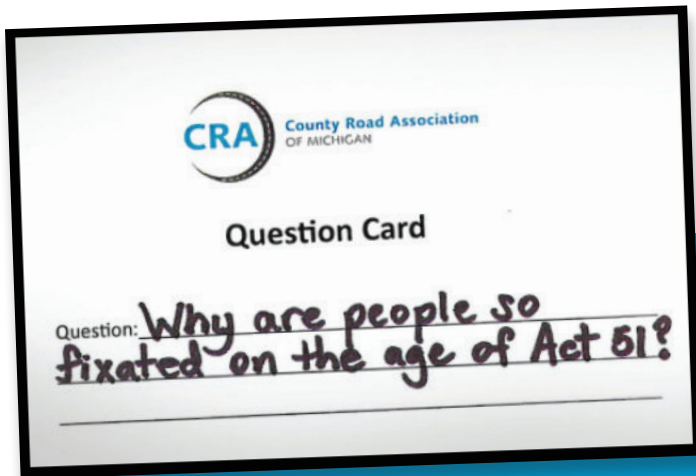 CRA
County Road Association
OF MICHIGAN
Question Card
Question: Why are people so
fixated on the age of Act 51?